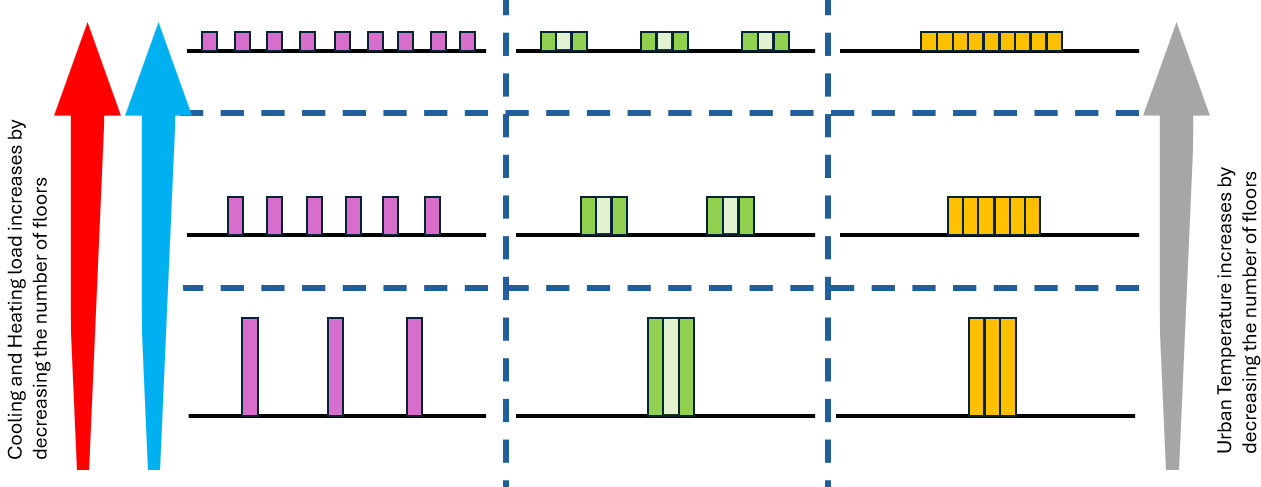 Cooling and Heating load increases by
decreasing the number of floors
Urban Temperature increases by
decreasing the number of floors